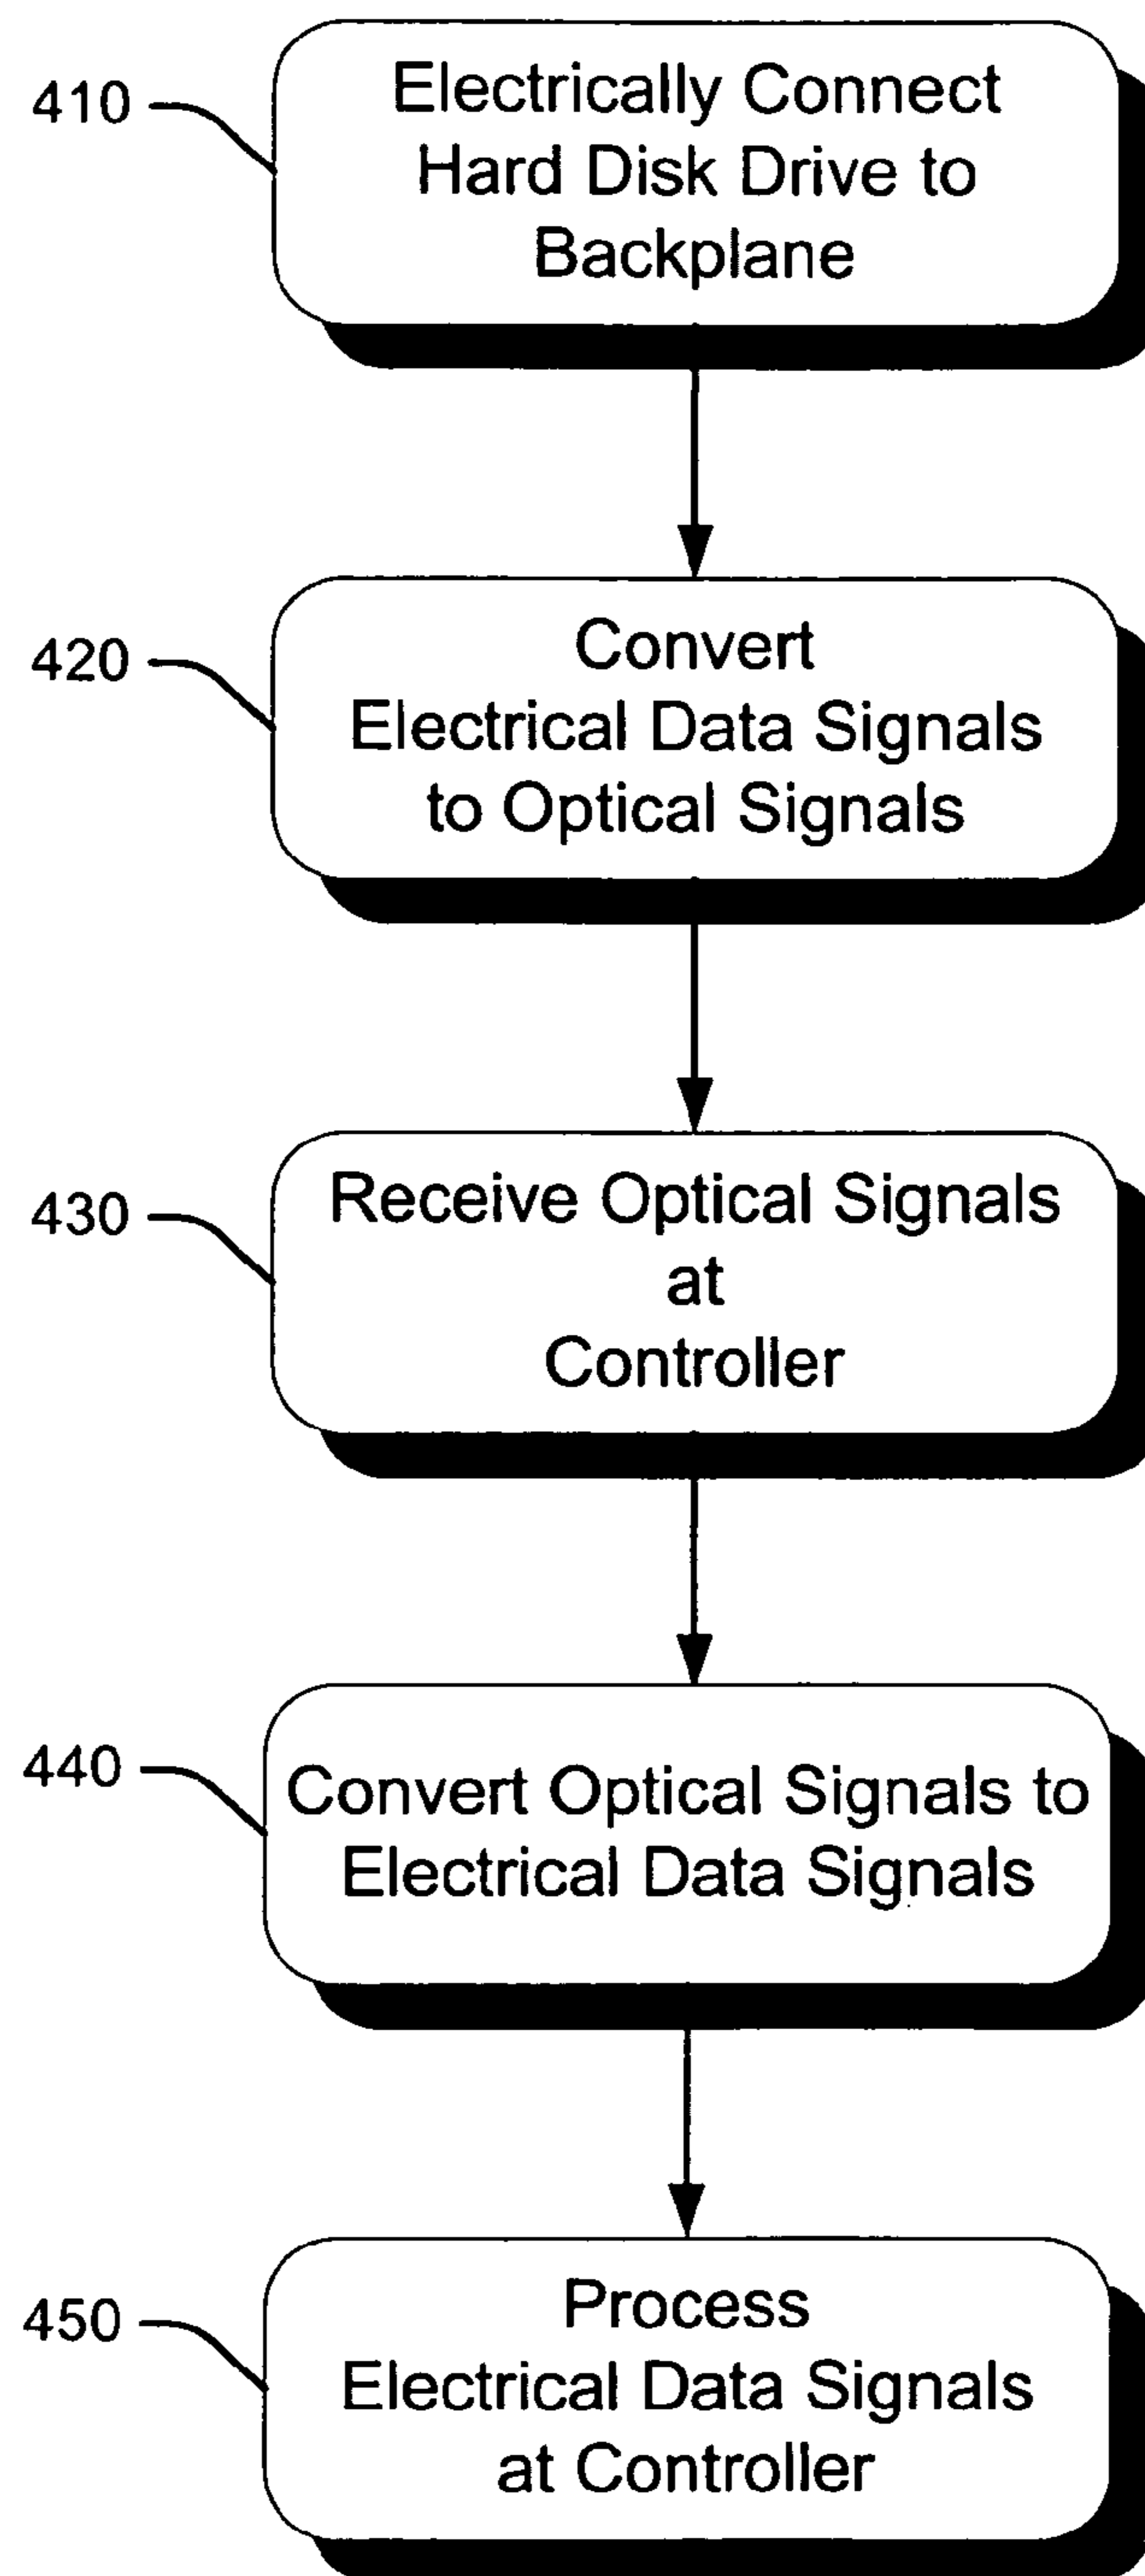 410
Electrically Connect
Hard Disk Drive to
Backplane
420
Convert
Electrical Data Signals
to Optical Signals
430
Receive Optical Signals
at
Controller
440
Convert Optical Signals to
Electrical Data Signals
450
Process
Electrical Data Signals
at Controller